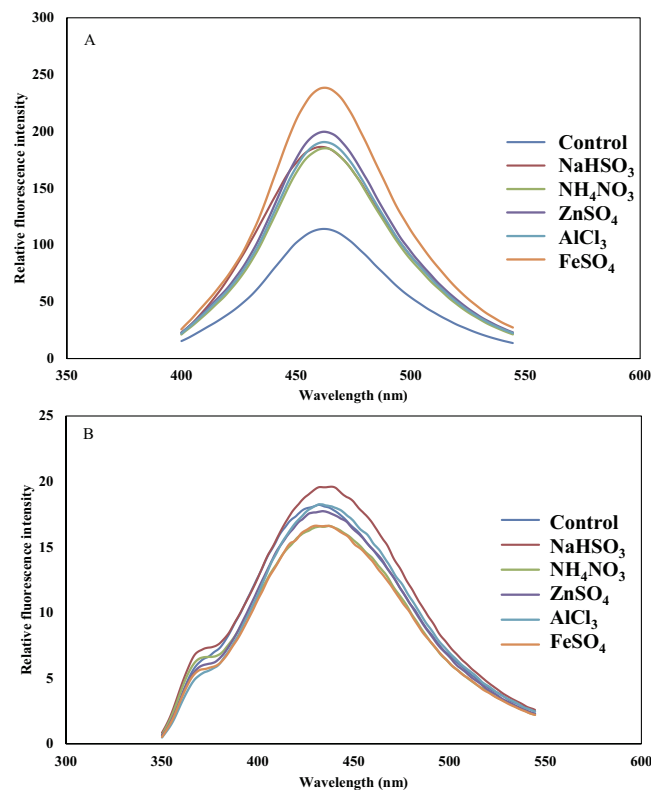 A
300
250
200
150
100
50
0
Relative fluorescence intensity
Control
NaHSO₃
NH₄NO₃
ZnSO₄
AlCl₃
FeSO₄
350 400 450 500 550 600
Wavelength (nm)
B
25
20
15
10
5
0
Relative fluorescence intensity
Control
NaHSO₃
NH₄NO₃
ZnSO₄
AlCl₃
FeSO₄
300 350 400 450 500 550 600
Wavelength (nm)